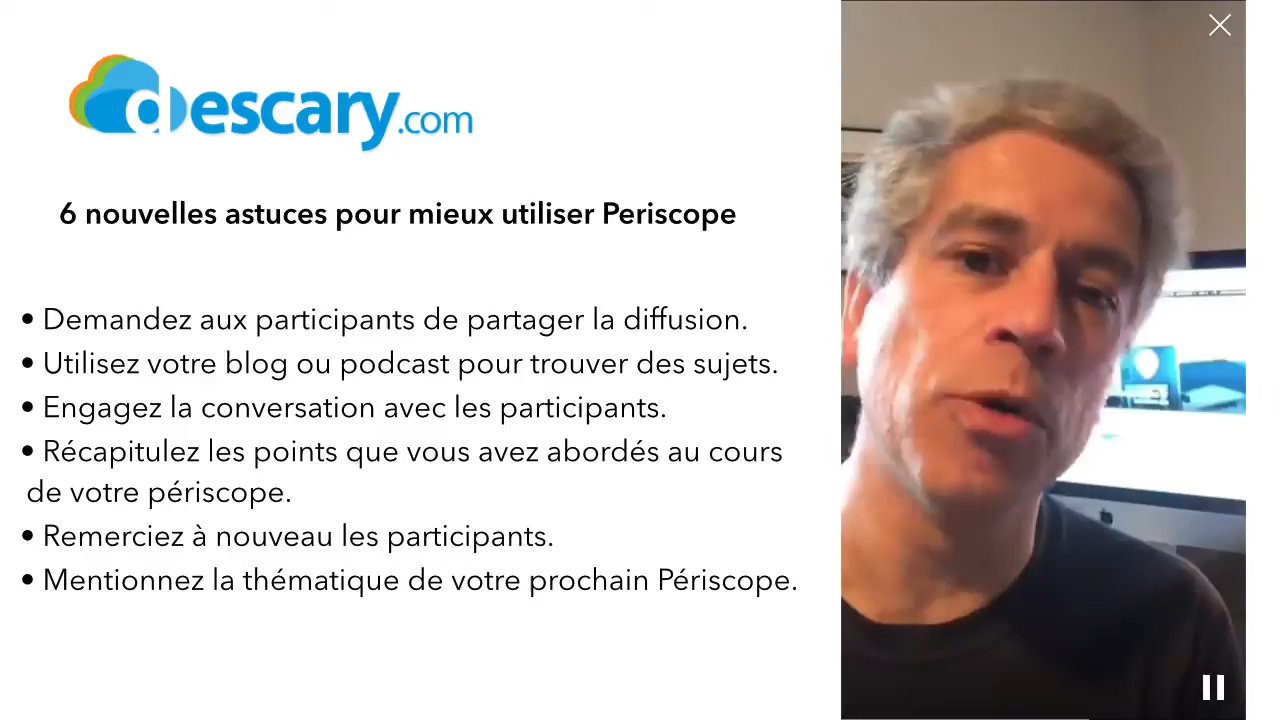 descary.com
6 nouvelles astuces pour mieux utiliser Periscope
• Demandez aux participants de partager la diffusion.
• Utilisez votre blog ou podcast pour trouver des sujets.
• Engagez la conversation avec les participants.
• Récapitulez les points que vous avez abordés au cours
de votre périscope.
• Remerciez à nouveau les participants.
• Mentionnez la thématique de votre prochain Périscope.